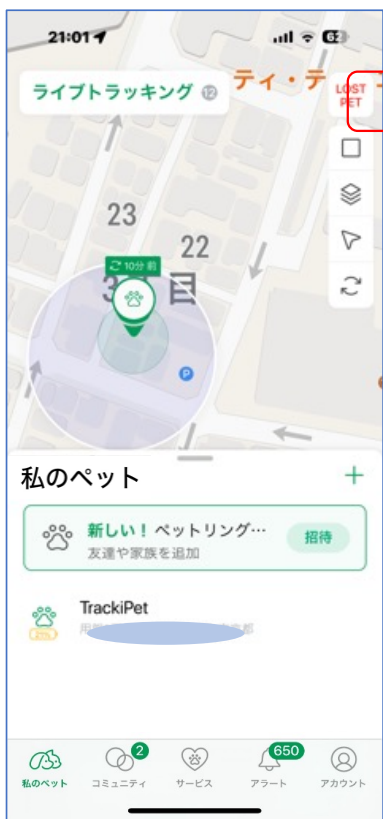 21:01
ティ・テ
ライブトラッキング 12
LOST
PET
23
22
10分前
目
P
私のペット
新しい！ペットリング…
招待
友達や家族を追加
TrackiPet
私のペット
2
コミュニティ
サービス
650
アラート
アカウント